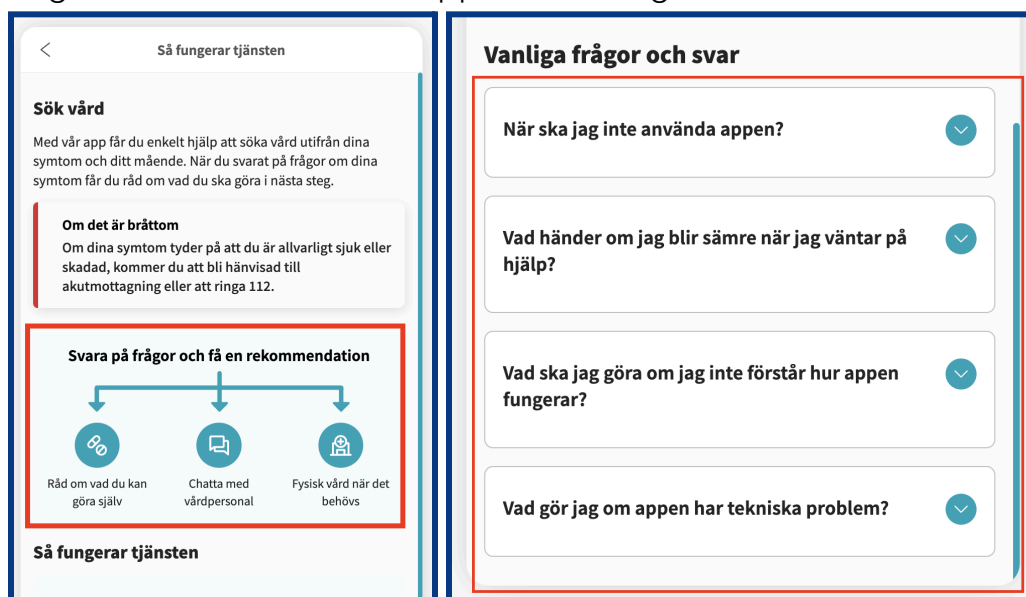 Så fungerar tjänsten
Sök vård
Med vår app får du enkelt hjälp att söka vård utifrån dina
symtom och ditt mående. När du svarat på frågor om dina
symtom får du råd om vad du ska göra i nästa steg.
Om det är bråttom
Om dina symtom tyder på att du är allvarligt sjuk eller
skadad, kommer du att bli hänvisad till
akutmottagning eller att ringa 112.
Svara på frågor och få en rekommendation
Råd om vad du kan
göra själv
Chatta med
vårdpersonal
Fysisk vård när det
behövs
Så fungerar tjänsten
Vanliga frågor och svar
När ska jag inte använda appen?
Vad händer om jag blir sämre när jag väntar på
hjälp?
Vad ska jag göra om jag inte förstår hur appen
fungerar?
Vad gör jag om appen har tekniska problem?